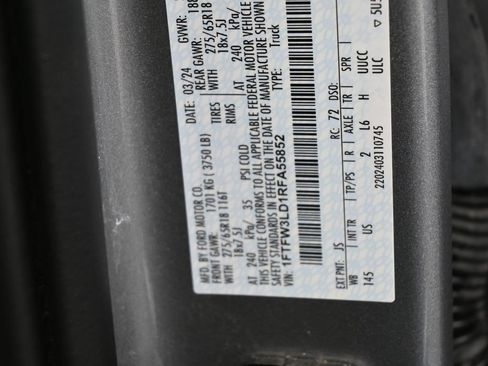 MFD. BY FORD MOTOR CO.
DATE: 03/24 GVWR:
FRONT GAWR: 1701 KG ( 3750 LB) REAR GAWR:
WITH 275/65R18 116T TIRES WITH 275/65R18
18x7.5J RIMS 18x7.5J
AT 240 kPa/ 35 PSI COLD AT 240 kPa/
THIS VEHICLE CONFORMS TO ALL APPLICABLE FEDERAL MOTOR VEHICLE
SAFETY STANDARDS IN EFFECT ON THE DATE OF MANUFACTURE SHOWN
VIN: 1FTFW3LD1RFA55852 TYPE: Truck
EXT PNT: JS RC: 72 DSO:
WB INT TP/PS R AXLE TR SPR
145 US 2 L6 H UUCC
2202403110745 ULC